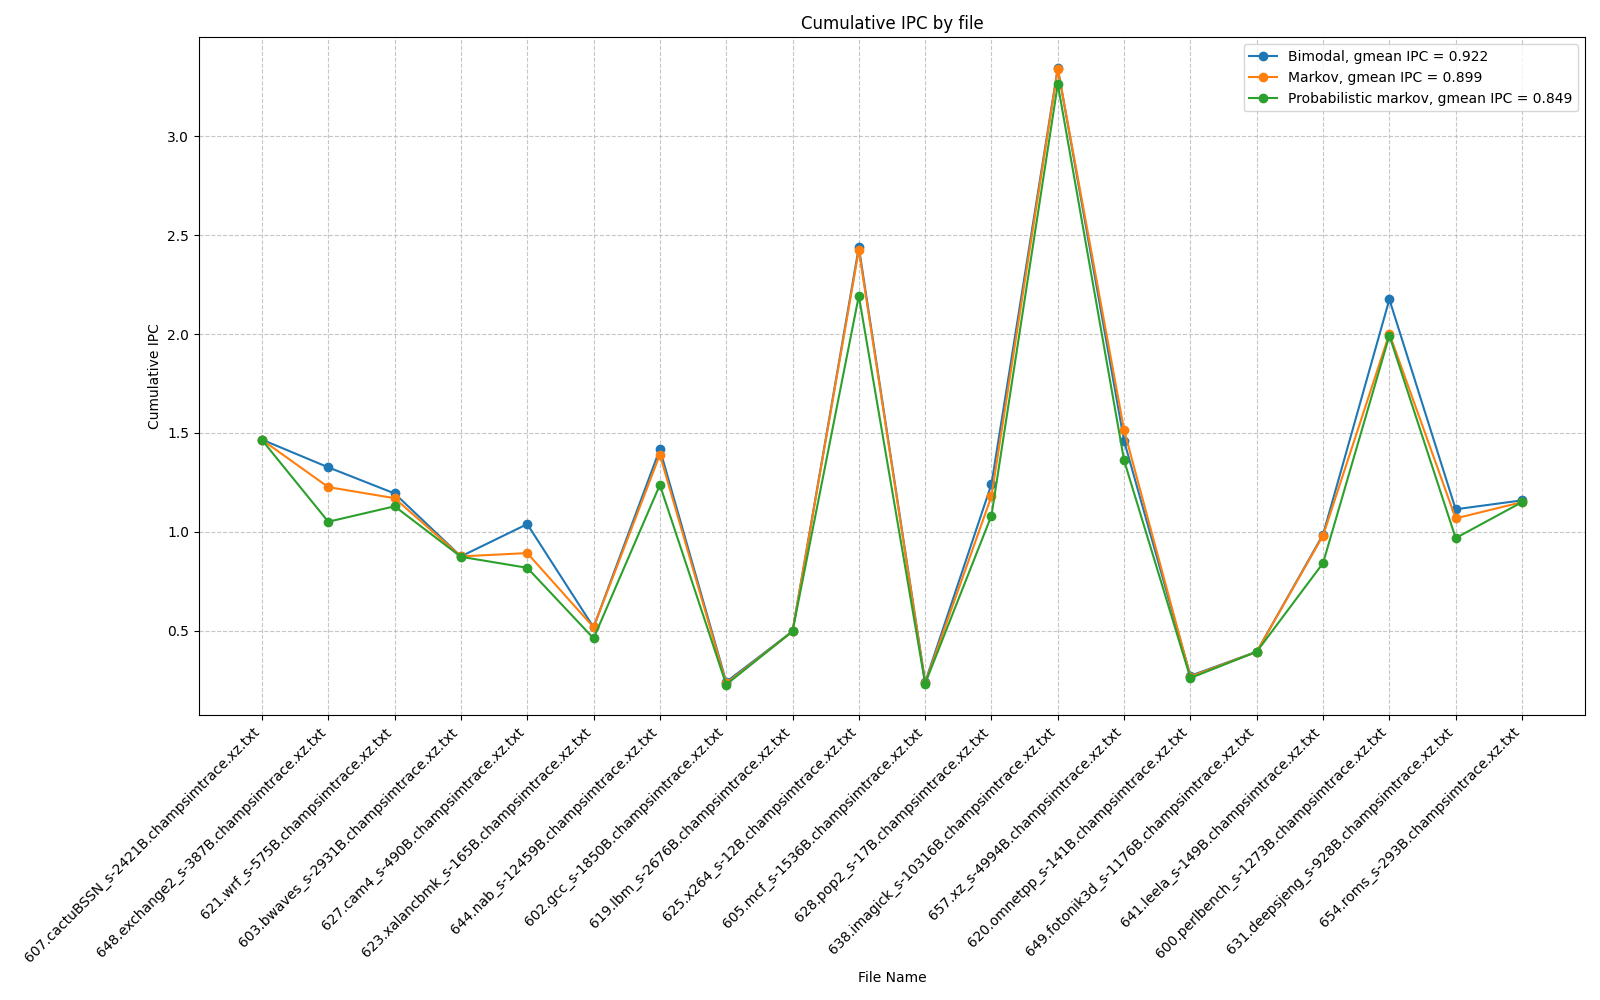 Cumulative IPC by file
Bimodal, gmean IPC = 0.922
Markov, gmean IPC = 0.899
Probabilistic markov, gmean IPC = 0.849
Cumulative IPC
3.0
2.5
2.0
1.5
1.0
0.5
607.cactuBSSN_s-2421B.champsimtrace.xz.txt
648.exchange2_s-387B.champsimtrace.xz.txt
621.wrf_s-575B.champsimtrace.xz.txt
603.bwaves_s-2931B.champsimtrace.xz.txt
627.cam4_s-490B.champsimtrace.xz.txt
623.xalancbmk_s-165B.champsimtrace.xz.txt
644.nab_s-12459B.champsimtrace.xz.txt
602.gcc_s-1850B.champsimtrace.xz.txt
619.lbm_s-2676B.champsimtrace.xz.txt
625.x264_s-12B.champsimtrace.xz.txt
605.mcf_s-1536B.champsimtrace.xz.txt
628.pop2_s-17B.champsimtrace.xz.txt
638.imagick_s-10316B.champsimtrace.xz.txt
657.xz_s-4994B.champsimtrace.xz.txt
620.omnetpp_s-141B.champsimtrace.xz.txt
649.fotonik3d_s-1176B.champsimtrace.xz.txt
641.leela_s-149B.champsimtrace.xz.txt
600.perlbench_s-1273B.champsimtrace.xz.txt
631.deepsjeng_s-928B.champsimtrace.xz.txt
654.roms_s-293B.champsimtrace.xz.txt
File Name